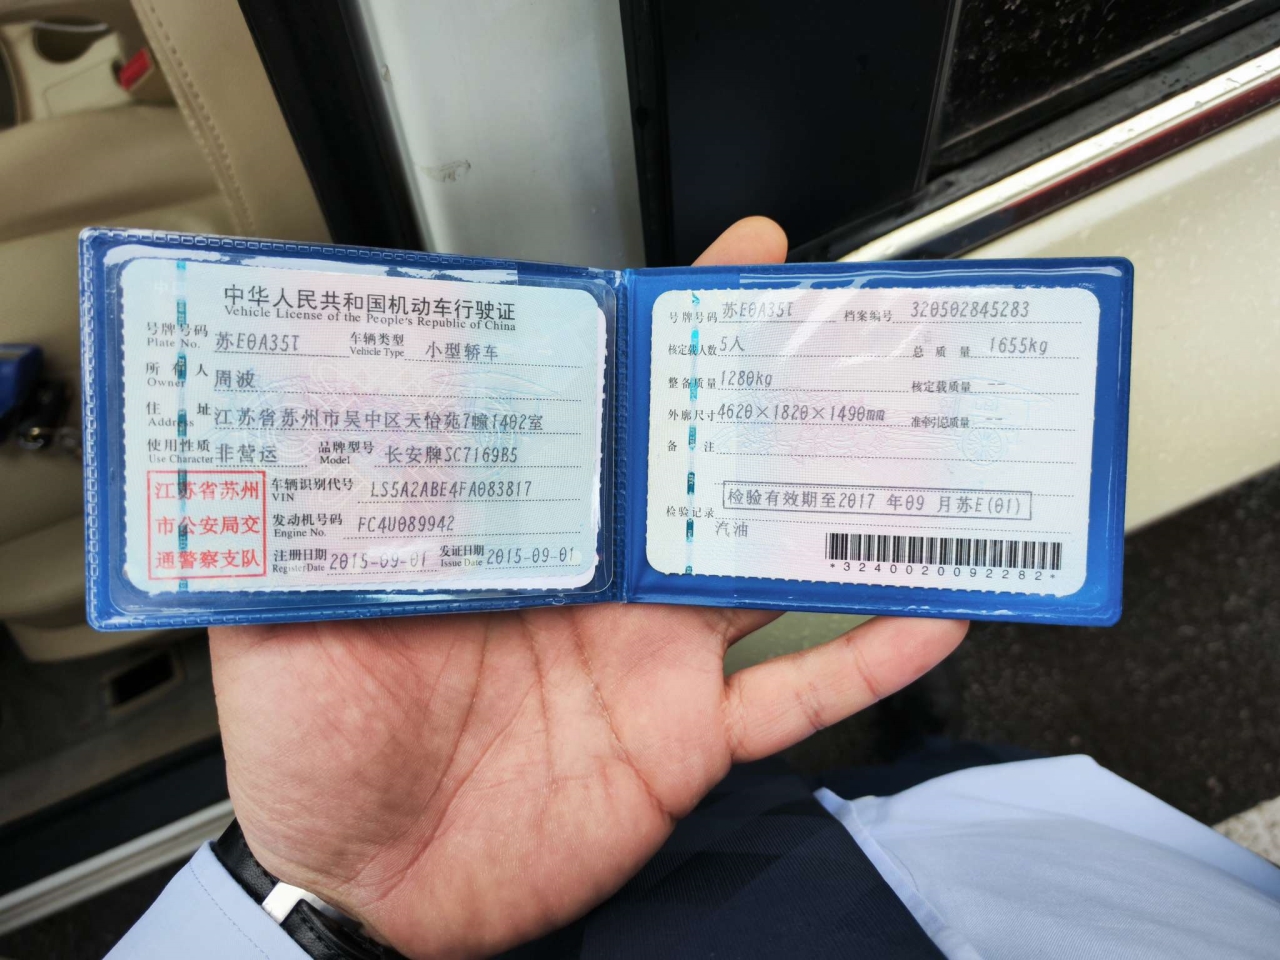 中华人民共和国机动车行驶证
Vehicle License of the People's Republic of China
号牌号码 苏E0A35T 车辆类型 小型轿车
Plate No. Vehicle Type
所有人 周波
Owner
住址 江苏省苏州市吴中区天怡苑7幢1402室
Address
使用性质 非营运 品牌型号 长安牌SC7169B5
Use Character Model
江苏省苏州
市公安局交
通警察支队
车辆识别代号 LS5A2ABE4FA083817
VIN
发动机号码 FC4U089942
Engine No.
注册日期 2015-09-01 发证日期 2015-09-01
Register Date Issue Date
号牌号码 苏E0A35T 档案编号 320502845283
核定载人数 5人 总质量 1655kg
整备质量 1280kg 核定载质量 --
外廓尺寸 4620×1820×1490mm 准牵引总质量 --
备注
检验有效期至2017年09月苏E(01)
检验记录
汽油
*3240020092282*